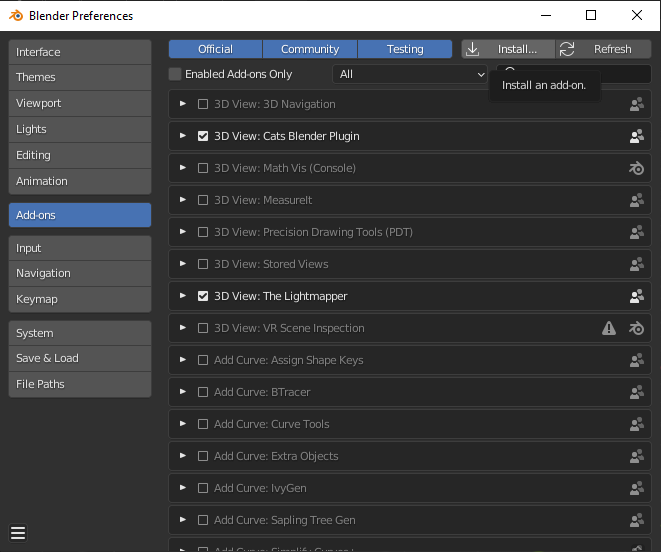 Blender Preferences
Interface
Themes
Viewport
Lights
Editing
Animation
Add-ons
Input
Navigation
Keymap
System
Save & Load
File Paths
Official Community Testing Install... Refresh
Enabled Add-ons Only All
Install an add-on.
3D View: 3D Navigation
3D View: Cats Blender Plugin
3D View: Math Vis (Console)
3D View: MeasureIt
3D View: Precision Drawing Tools (PDT)
3D View: Stored Views
3D View: The Lightmapper
3D View: VR Scene Inspection
Add Curve: Assign Shape Keys
Add Curve: BTracer
Add Curve: Curve Tools
Add Curve: Extra Objects
Add Curve: IvyGen
Add Curve: Sapling Tree Gen
Add Curve: Simplify Curves